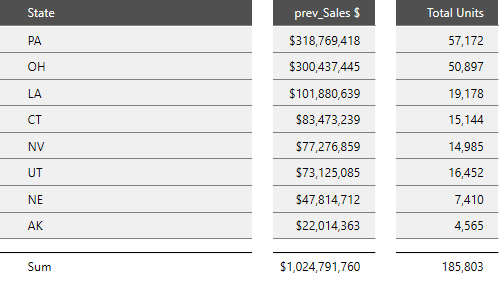 State prev_Sales $ Total Units
PA $318,769,418 57,172
OH $300,437,445 50,897
LA $101,880,639 19,178
CT $83,473,239 15,144
NV $77,276,859 14,985
UT $73,125,085 16,452
NE $47,814,712 7,410
AK $22,014,363 4,565
Sum $1,024,791,760 185,803